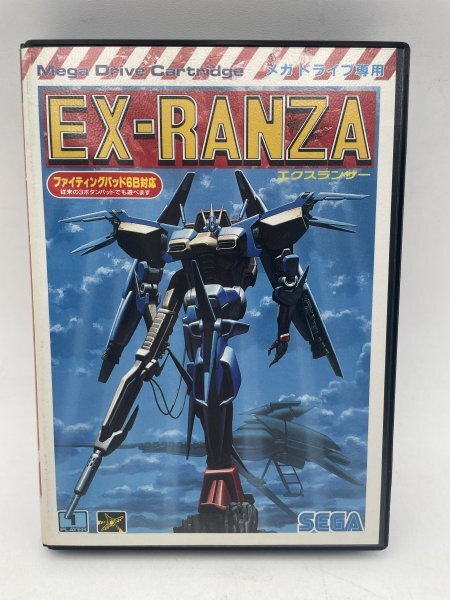 Mega Drive Cartridge メガドライブ専用
EX-RANZA
エクスランザー
ファイティングパッド6B対応
従来の3ボタンパッドでも遊べます
1
PLAYER
SEGA